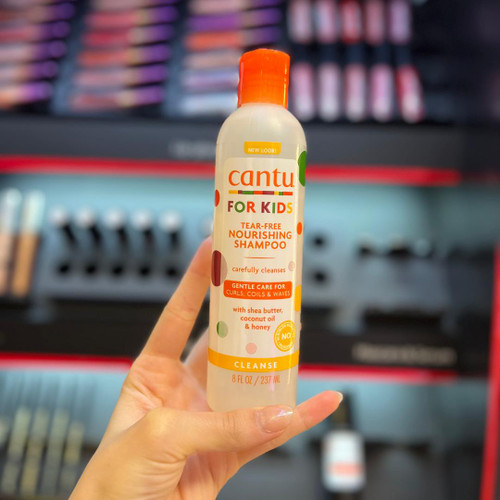 NEW LOOK!
cantu
FOR KIDS
TEAR-FREE
NOURISHING
SHAMPOO
carefully cleanses
GENTLE CARE FOR
CURLS, COILS & WAVES
with shea butter,
coconut oil
& honey
NO
CLEANSE
8 FL OZ / 237 ML